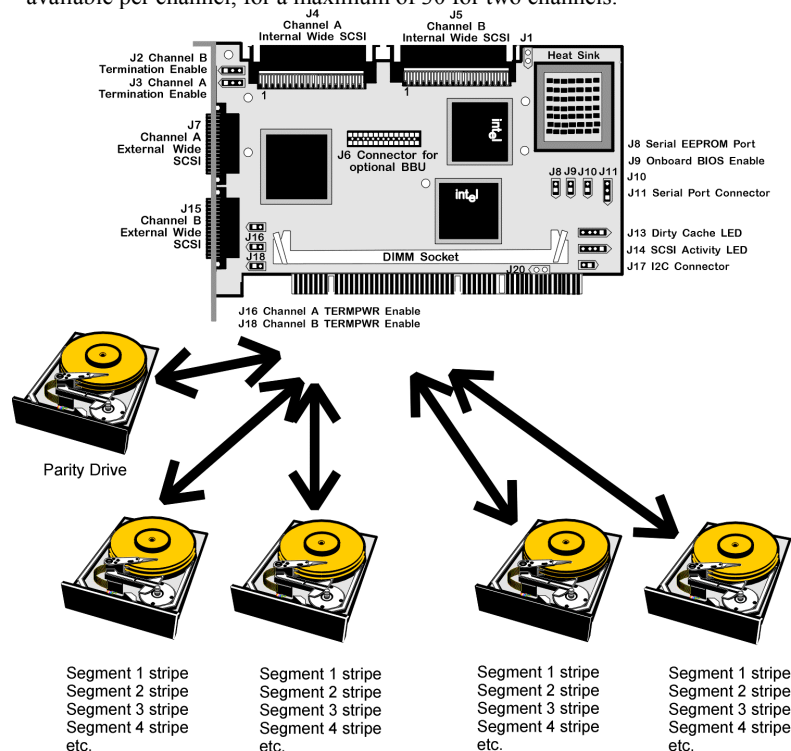 available per channel, for a maximum of 30 for two channels.
J4
Channel A
Internal Wide SCSI
J5
Channel B
Internal Wide SCSI
J1
J2 Channel B
Termination Enable
J3 Channel A
Termination Enable
Heat Sink
1
1
J7
Channel A
External Wide
SCSI
intel
J6 Connector for
optional BBU
J8 Serial EEPROM Port
J9 Onboard BIOS Enable
J10
J11 Serial Port Connector
J8 J9 J10 J11
intel
J15
Channel B
External Wide
SCSI
J16
J18
DIMM Socket
J20
J13 Dirty Cache LED
J14 SCSI Activity LED
J17 I2C Connector
J16 Channel A TERMPWR Enable
J18 Channel B TERMPWR Enable
Parity Drive
Segment 1 stripe
Segment 2 stripe
Segment 3 stripe
Segment 4 stripe
etc.
Segment 1 stripe
Segment 2 stripe
Segment 3 stripe
Segment 4 stripe
etc.
Segment 1 stripe
Segment 2 stripe
Segment 3 stripe
Segment 4 stripe
etc.
Segment 1 stripe
Segment 2 stripe
Segment 3 stripe
Segment 4 stripe
etc.